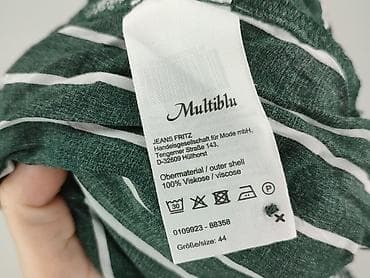 Multiblu
JEANS FRITZ
Handelsgesellschaft für Mode mbH,
Tengerner Straße 143,
D-32609 Hüllhorst
Obermaterial / outer shell
100% Viskose / viscose
30
P
0109923 - 88358
Größe/size: 44